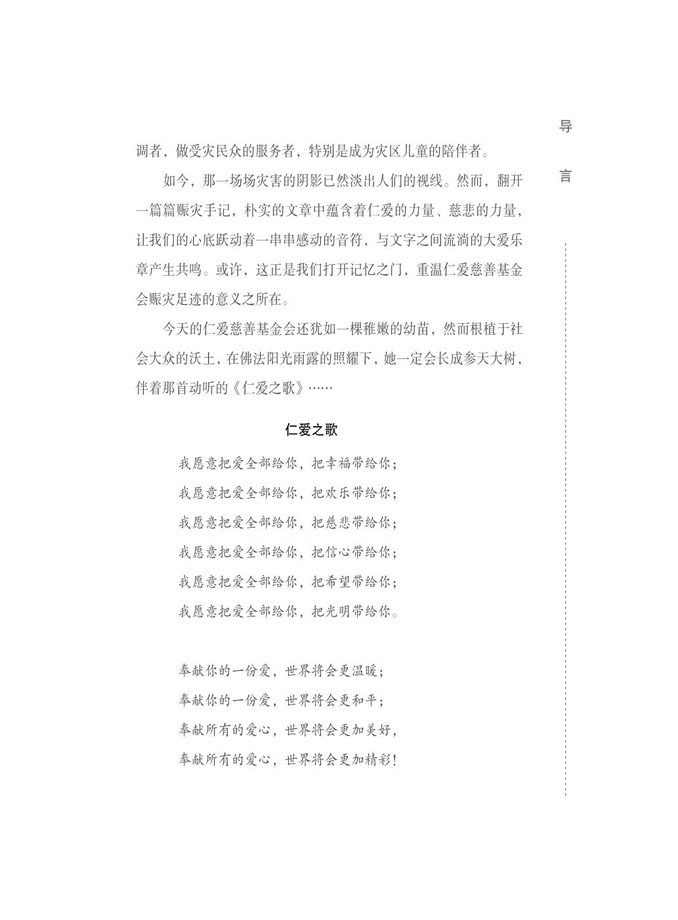 导言
调者，做受灾民众的服务者，特别是成为灾区儿童的陪伴者。
如今，那一场场灾害的阴影已然淡出人们的视线。然而，翻开
一篇篇赈灾手记，朴实的文章中蕴含着仁爱的力量、慈悲的力量，
让我们的心底跃动着一串串感动的音符，与文字之间流淌的大爱乐
章产生共鸣。或许，这正是我们打开记忆之门，重温仁爱慈善基金
会赈灾足迹的意义之所在。
今天的仁爱慈善基金会还犹如一棵稚嫩的幼苗，然而根植于社
会大众的沃土，在佛法阳光雨露的照耀下，她一定会长成参天大树，
伴着那首动听的《仁爱之歌》……
仁爱之歌
我愿意把爱全部给你，把幸福带给你；
我愿意把爱全部给你，把欢乐带给你；
我愿意把爱全部给你，把慈悲带给你；
我愿意把爱全部给你，把信心带给你；
我愿意把爱全部给你，把希望带给你；
我愿意把爱全部给你，把光明带给你。
奉献你的一份爱，世界将会更温暖；
奉献你的一份爱，世界将会更和平；
奉献所有的爱心，世界将会更加美好，
奉献所有的爱心，世界将会更加精彩！